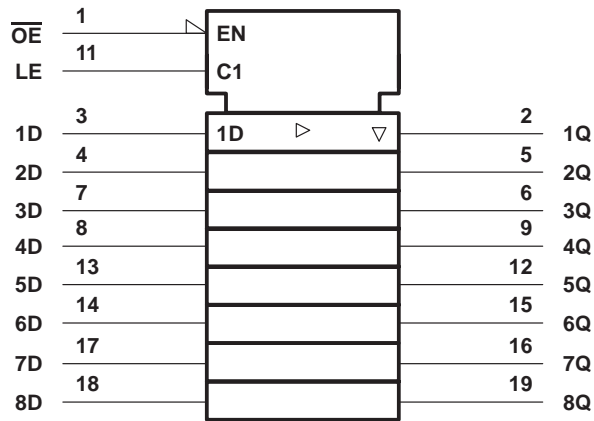 1
OE EN
11
LE C1
3 2
1D 1D 1Q
4 5
2D 2Q
7 6
3D 3Q
8 9
4D 4Q
13 12
5D 5Q
14 15
6D 6Q
17 16
7D 7Q
18 19
8D 8Q